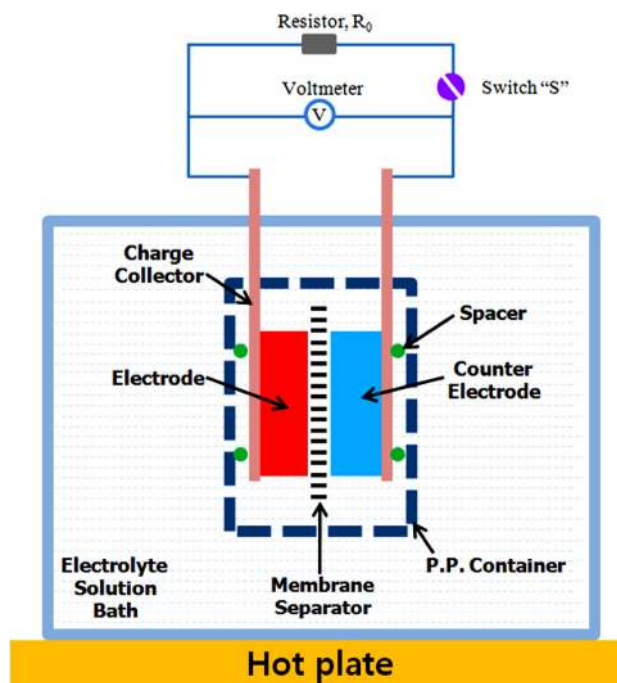 Resistor, R₀
Voltmeter
Switch “S”
V
Charge
Collector
Spacer
Electrode
Counter
Electrode
Electrolyte
Solution
Bath
Membrane
Separator
P.P. Container
Hot plate